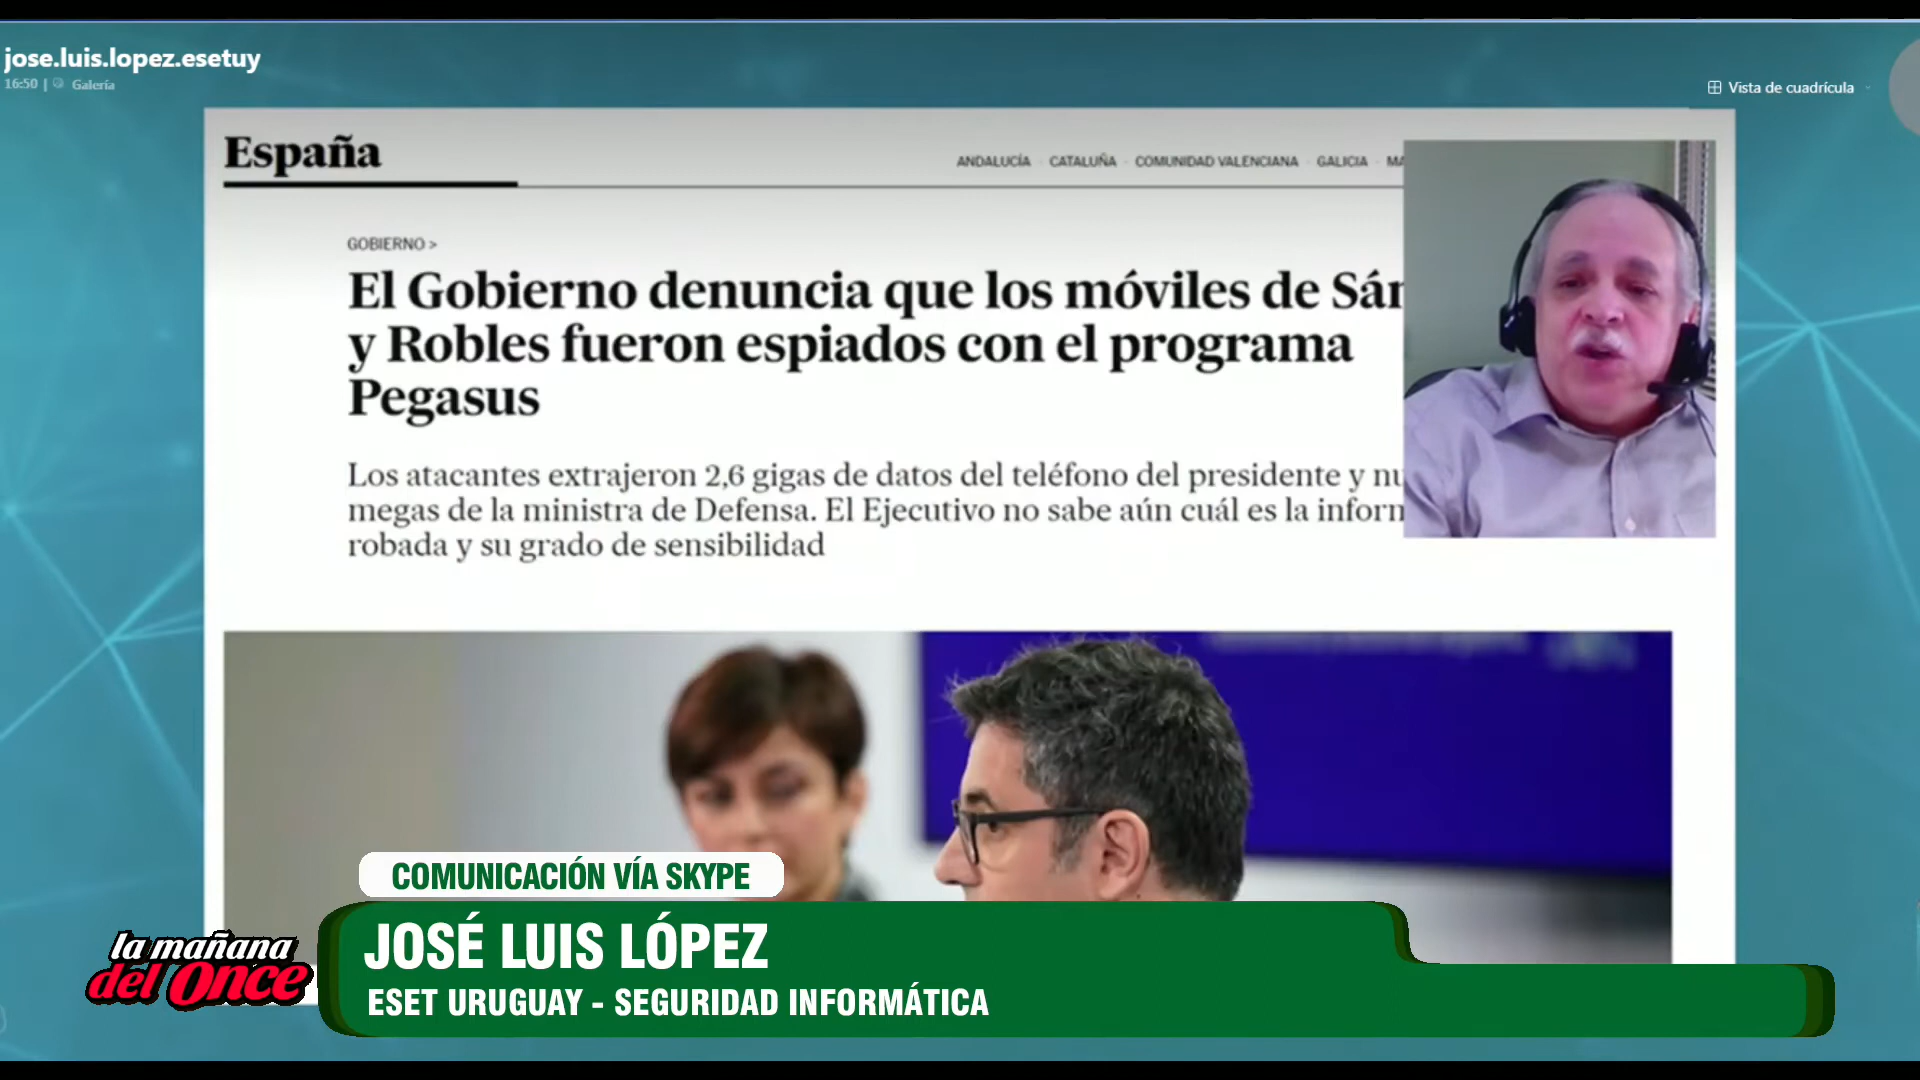 jose.luis.lopez.esetuy
16:50 | Galería
Vista de cuadrícula
España
ANDALUCÍA · CATALUÑA · COMUNIDAD VALENCIANA · GALICIA · MA
GOBIERNO >
El Gobierno denuncia que los móviles de Sán
y Robles fueron espiados con el programa
Pegasus
Los atacantes extrajeron 2,6 gigas de datos del teléfono del presidente y nu
megas de la ministra de Defensa. El Ejecutivo no sabe aún cuál es la inform
robada y su grado de sensibilidad
COMUNICACIÓN VÍA SKYPE
JOSÉ LUIS LÓPEZ
ESET URUGUAY - SEGURIDAD INFORMÁTICA
la mañana
del Once